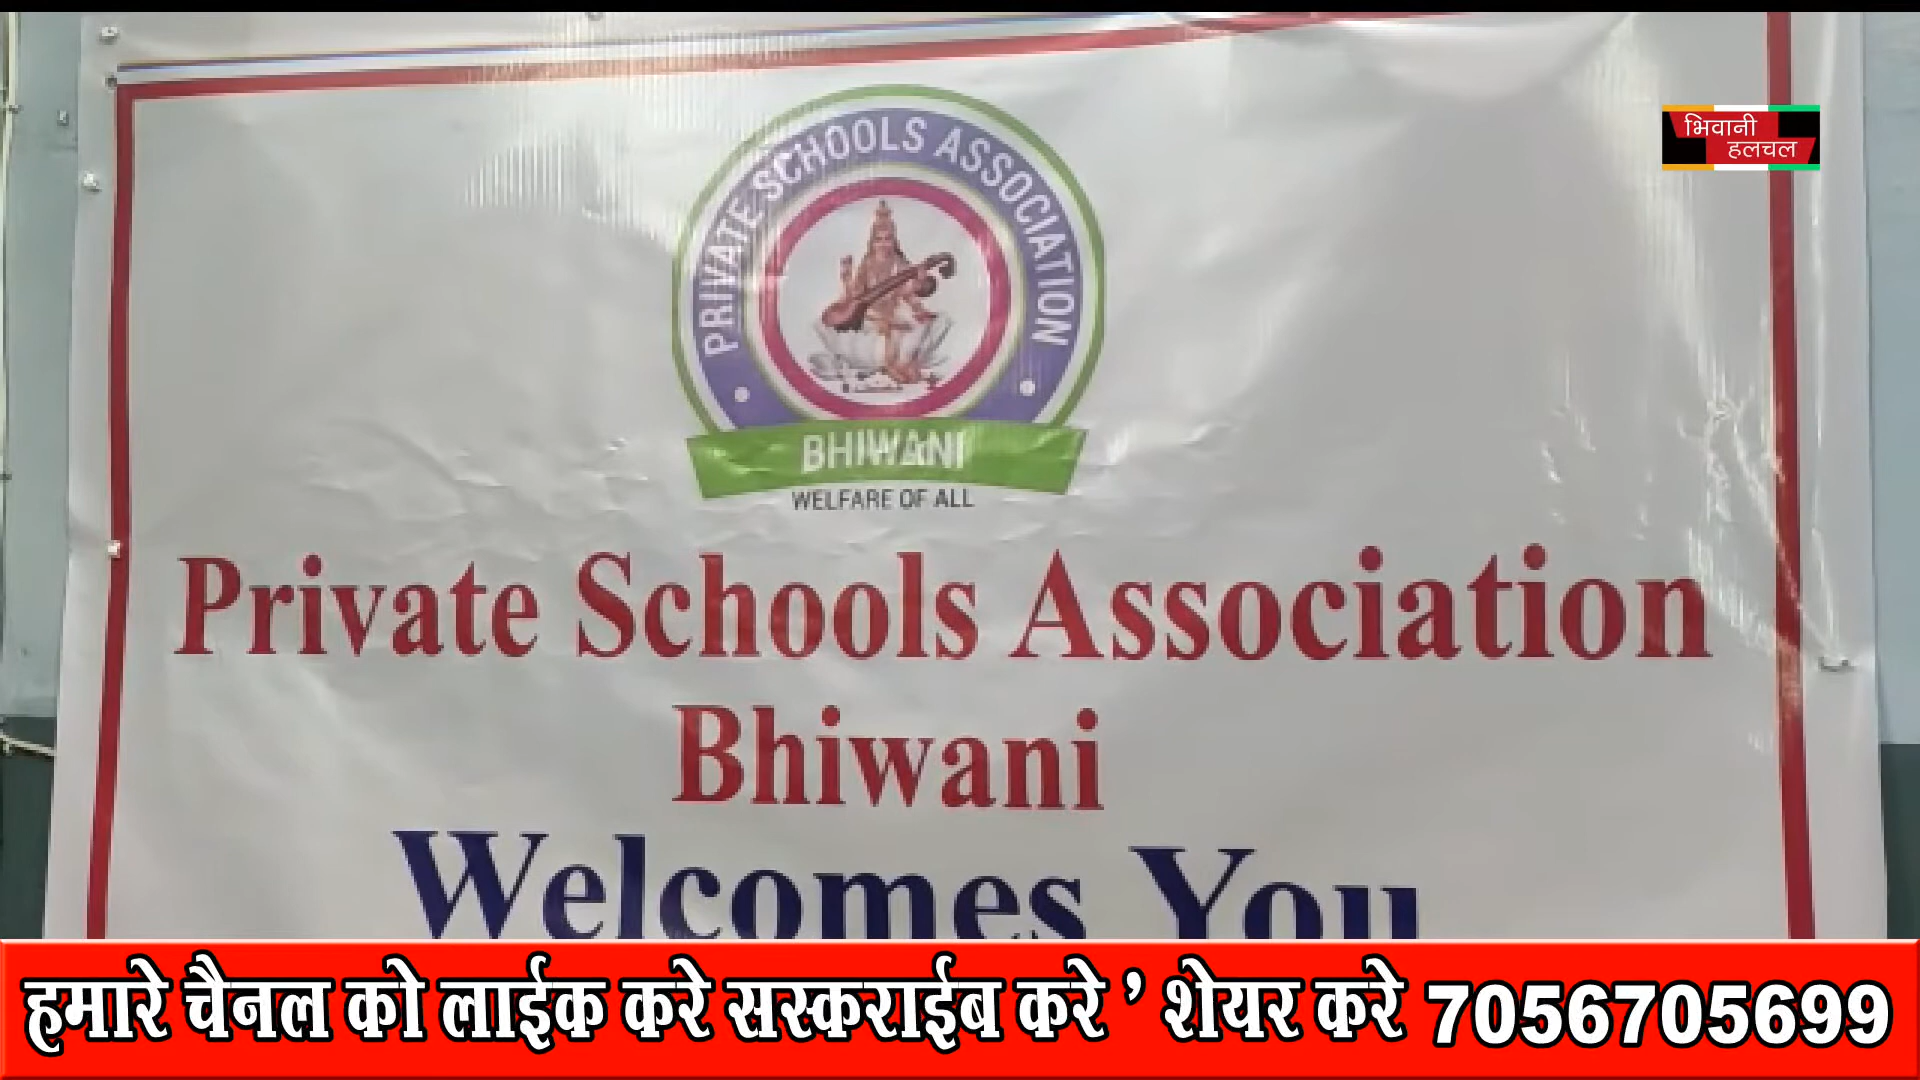 भिवानी
हलचल
PRIVATE SCHOOLS ASSOCIATION
BHIWANI
WELFARE OF ALL
Private Schools Association
Bhiwani
Welcomes You
हमारे चैनल को लाईक करे सस्कराईब करे ’ शेयर करे 7056705699